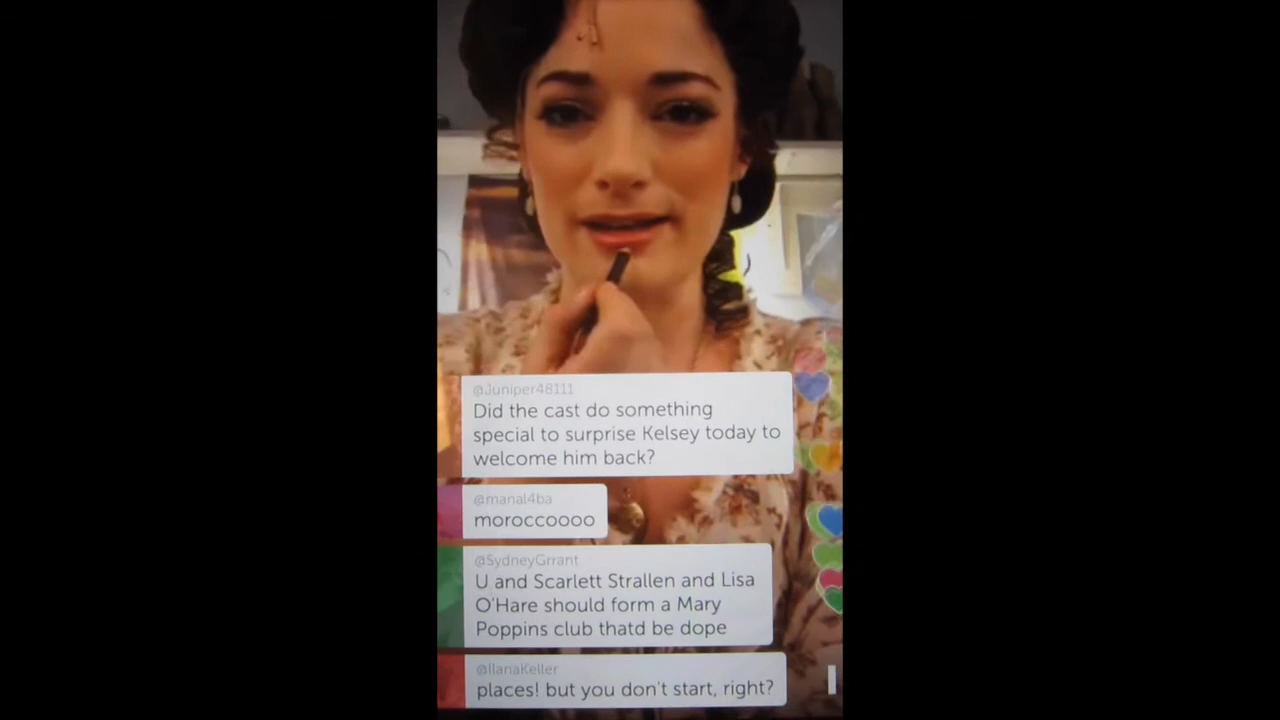 @Juniper48111
Did the cast do something
special to surprise Kelsey today to
welcome him back?
@manal4ba
moroccoooo
@SydneyGrrant
U and Scarlett Strallen and Lisa
O'Hare should form a Mary
Poppins club thatd be dope
@IlanaKeller
places! but you don't start, right?